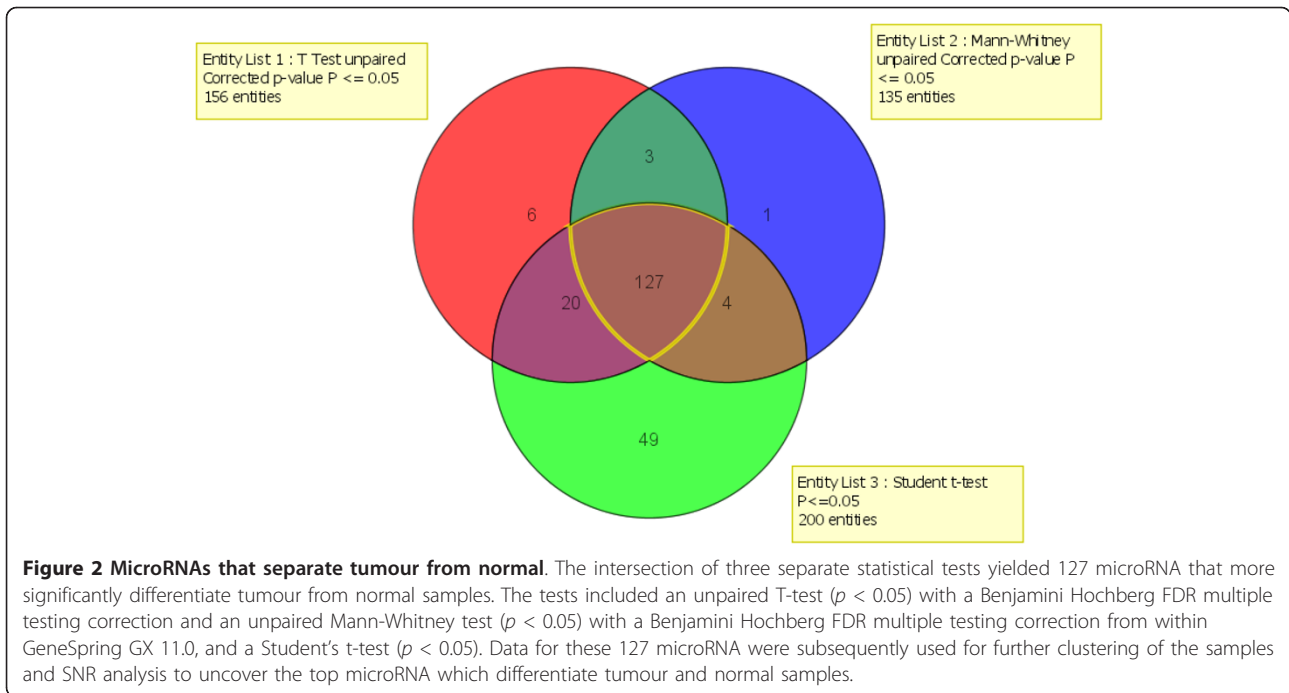 Entity List 1 : T Test unpaired
Corrected p-value P <= 0.05
156 entities
Entity List 2 : Mann-Whitney
unpaired Corrected p-value P
<= 0.05
135 entities
3
6
1
127
20
4
49
Entity List 3 : Student t-test
P<=0.05
200 entities
Figure 2 MicroRNAs that separate tumour from normal. The intersection of three separate statistical tests yielded 127 microRNA that more
significantly differentiate tumour from normal samples. The tests included an unpaired T-test (p < 0.05) with a Benjamini Hochberg FDR multiple
testing correction and an unpaired Mann-Whitney test (p < 0.05) with a Benjamini Hochberg FDR multiple testing correction from within
GeneSpring GX 11.0, and a Student's t-test (p < 0.05). Data for these 127 microRNA were subsequently used for further clustering of the samples
and SNR analysis to uncover the top microRNA which differentiate tumour and normal samples.